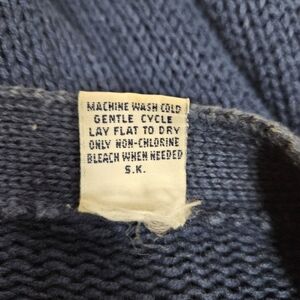 MACHINE WASH COLD
GENTLE CYCLE
LAY FLAT TO DRY
ONLY NON-CHLORINE
BLEACH WHEN NEEDED
S.K.